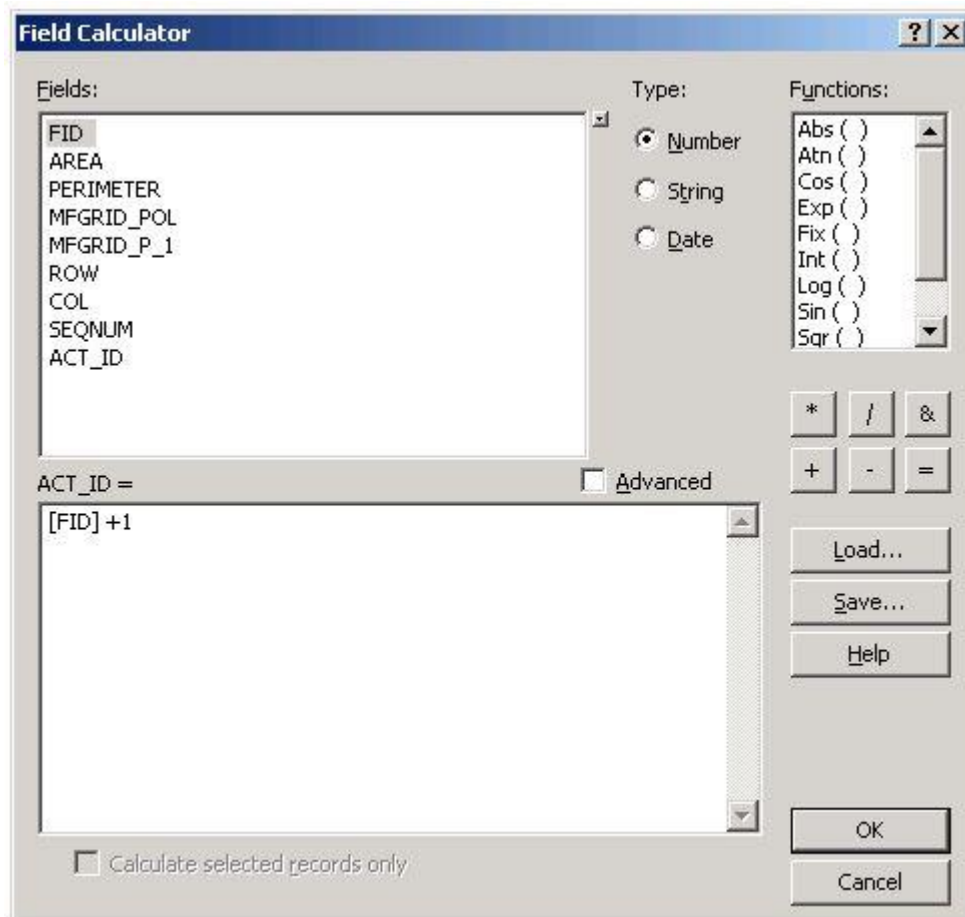 Field Calculator
Fields:
FID
AREA
PERIMETER
MFGRID_POL
MFGRID_P_1
ROW
COL
SEQNUM
ACT_ID
Type:
Number
String
Date
Functions:
Abs ( )
Atn ( )
Cos ( )
Exp ( )
Fix ( )
Int ( )
Log ( )
Sin ( )
Sqr ( )
* / &
+ - =
ACT_ID =
Advanced
[FID] +1
Load...
Save...
Help
Calculate selected records only
OK
Cancel